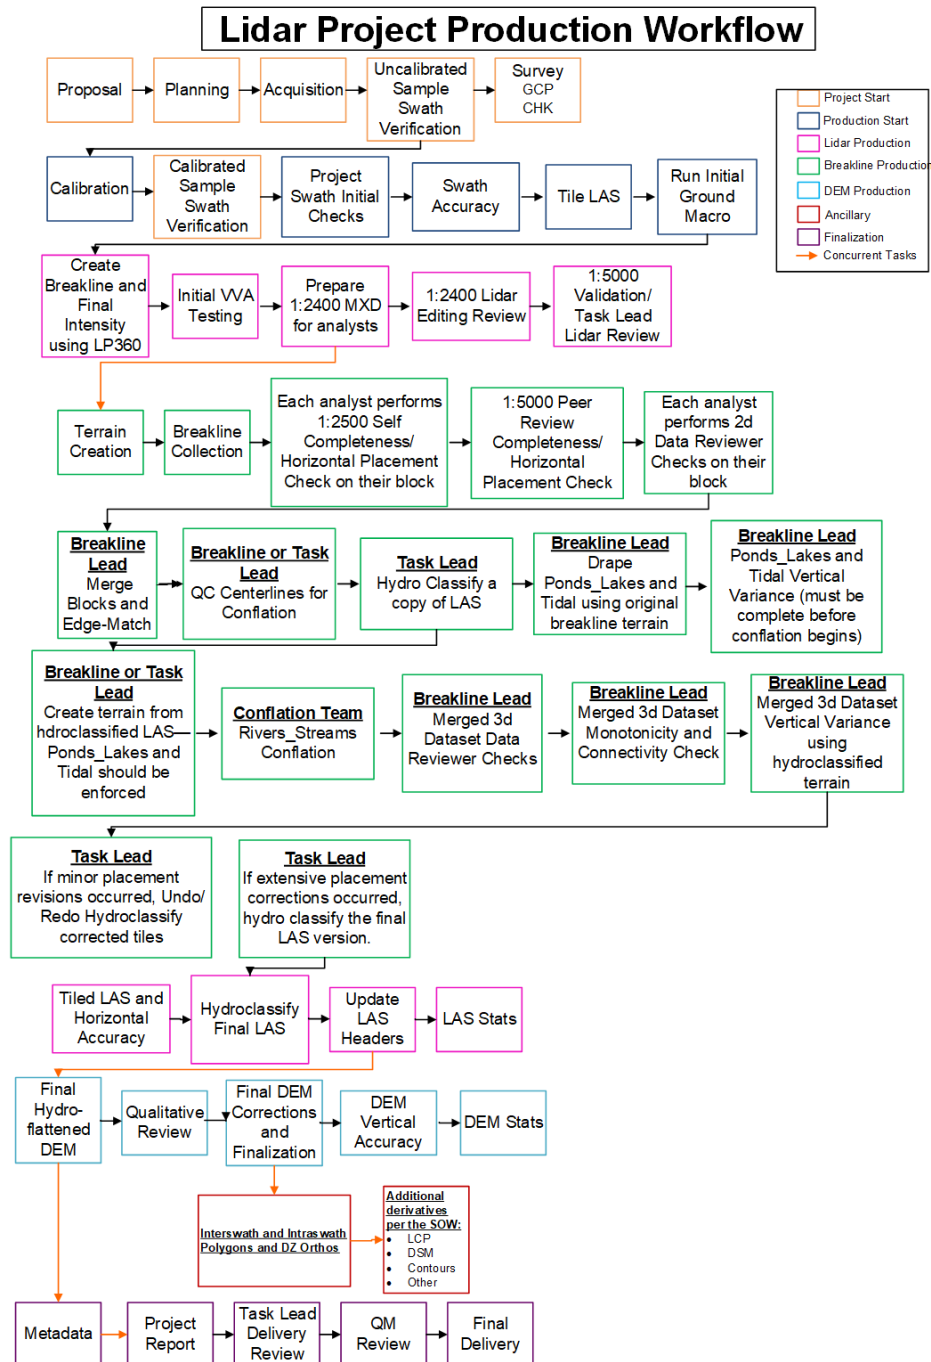 Lidar Project Production Workflow
Proposal
Planning
Acquisition
Uncalibrated
Sample
Swath
Verification
Survey
GCP
CHK
Project Start
Production Start
Lidar Production
Breakline Production
DEM Production
Ancillary
Finalization
Concurrent Tasks
Calibration
Calibrated
Sample
Swath
Verification
Project
Swath Initial
Checks
Swath
Accuracy
Tile LAS
Run Initial
Ground
Macro
Create
Breakline and
Final
Intensity
using LP360
Initial VVA
Testing
Prepare
1:2400 MXD
for analysts
1:2400 Lidar
Editing Review
1:5000
Validation/
Task Lead
Lidar Review
Terrain
Creation
Breakline
Collection
Each analyst performs
1:2500 Self
Completeness/
Horizontal Placement
Check on their block
1:5000 Peer
Review
Completeness/
Horizontal
Placement Check
Each analyst
performs 2d
Data Reviewer
Checks on their
block
Breakline
Lead
Merge
Blocks and
Edge-Match
Breakline or Task
Lead
QC Centerlines for
Conflation
Task Lead
Hydro Classify a
copy of LAS
Breakline Lead
Drape
Ponds_Lakes and
Tidal using original
breakline terrain
Breakline Lead
Ponds_Lakes and
Tidal Vertical
Variance (must be
complete before
conflation begins)
Breakline or Task
Lead
Create terrain from
hdroclassified LAS—
Ponds_Lakes and
Tidal should be
enforced
Conflation Team
Rivers_Streams
Conflation
Breakline Lead
Merged 3d
Dataset Data
Reviewer Checks
Breakline Lead
Merged 3d Dataset
Monotonicity and
Connectivity Check
Breakline Lead
Merged 3d Dataset
Vertical Variance
using
hydroclassified
terrain
Task Lead
If minor placement
revisions occurred, Undo/
Redo Hydroclassify
corrected tiles
Task Lead
If extensive placement
corrections occurred,
hydro classify the final
LAS version.
Tiled LAS and
Horizontal
Accuracy
Hydroclassify
Final LAS
Update
LAS
Headers
LAS Stats
Final
Hydro-
flattened
DEM
Qualitative
Review
Final DEM
Corrections
and
Finalization
DEM
Vertical
Accuracy
DEM Stats
Interswath and Intraswath
Polygons and DZ Orthos
Additional
derivatives
per the SOW:
• LCP
• DSM
• Contours
• Other
Metadata
Project
Report
Task Lead
Delivery
Review
QM
Review
Final
Delivery